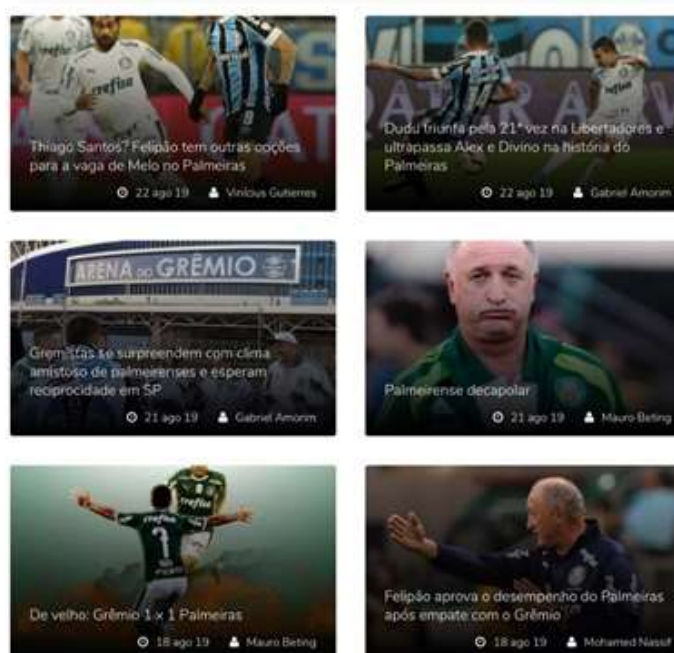 Thiago Santos? Felipão tem outras opções
para a vaga de Melo no Palmeiras
22 ago 19 Vinícius Gutierres
Dudu triunfa pela 21ª vez na Libertadores e
ultrapassa Alex e Divino na história do
Palmeiras
22 ago 19 Gabriel Amorim
ARENA DO GRÊMIO
Gremistas se surpreendem com clima
amistoso de palmeirenses e esperam
reciprocidade em SP
21 ago 19 Gabriel Amorim
Palmeirense decapolar
21 ago 19 Mauro Beting
crefisa
7
De velho: Grêmio 1 x 1 Palmeiras
18 ago 19 Mauro Beting
Felipão aprova o desempenho do Palmeiras
após empate com o Grêmio
18 ago 19 Mohamed Nassif